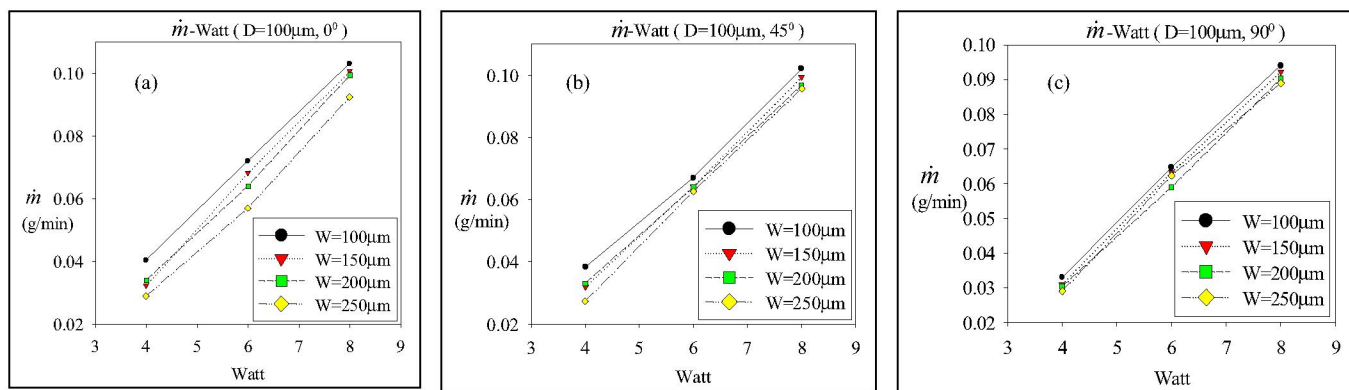 ṁ-Watt ( D=100μm, 0⁰ )
(a)
0.10
0.08
0.06
0.04
0.02
ṁ
(g/min)
W=100μm
W=150μm
W=200μm
W=250μm
3 4 5 6 7 8 9
Watt
ṁ-Watt ( D=100μm, 45⁰ )
(b)
0.10
0.08
0.06
0.04
0.02
ṁ
(g/min)
W=100μm
W=150μm
W=200μm
W=250μm
3 4 5 6 7 8 9
Watt
ṁ-Watt ( D=100μm, 90⁰ )
(c)
0.10
0.09
0.08
0.07
0.06
0.05
0.04
0.03
0.02
ṁ
(g/min)
W=100μm
W=150μm
W=200μm
W=250μm
3 4 5 6 7 8 9
Watt